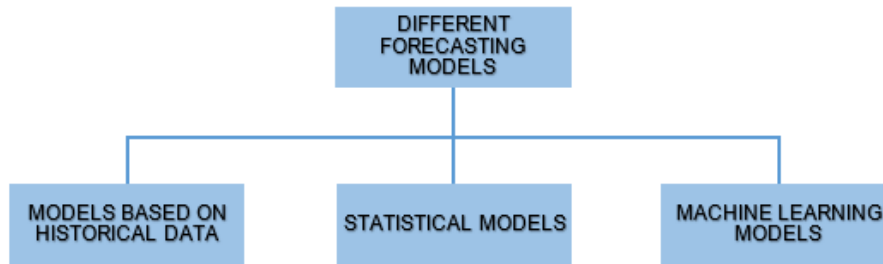 DIFFERENT
FORECASTING
MODELS
MODELS BASED ON
HISTORICAL DATA
STATISTICAL MODELS
MACHINE LEARNING
MODELS